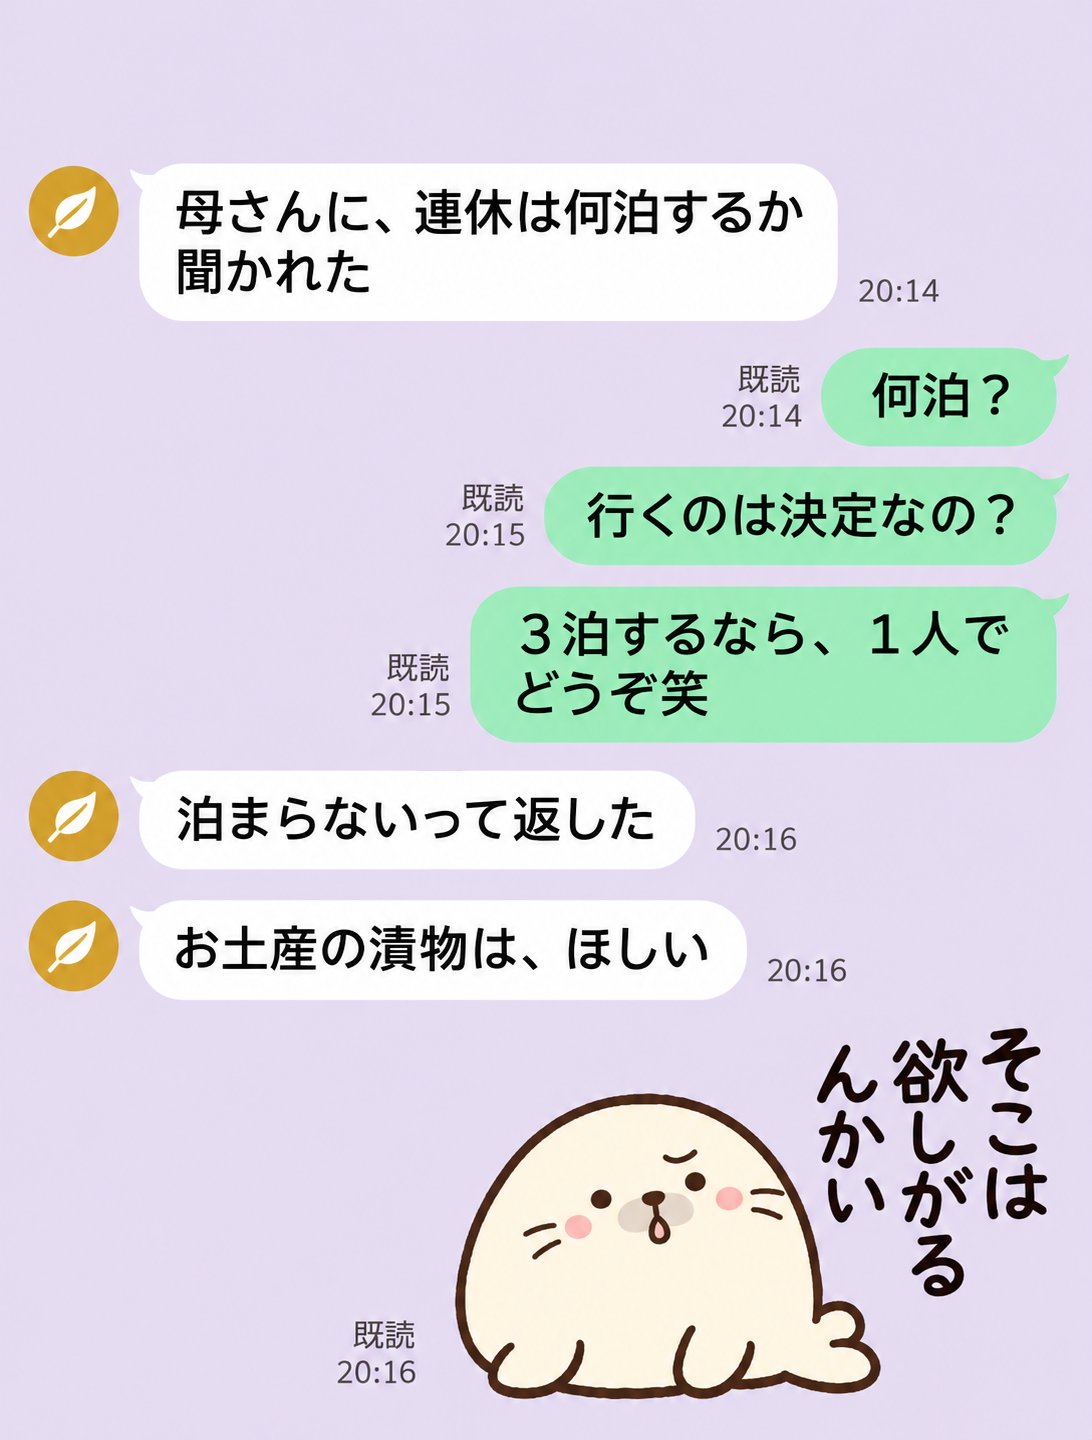 母さんに、連休は何泊するか
聞かれた
20:14
既読
20:14
何泊？
既読
20:15
行くのは決定なの？
既読
20:15
３泊するなら、１人で
どうぞ笑
泊まらないって返した
20:16
お土産の漬物は、ほしい
20:16
そこは
欲しがる
んかい
既読
20:16